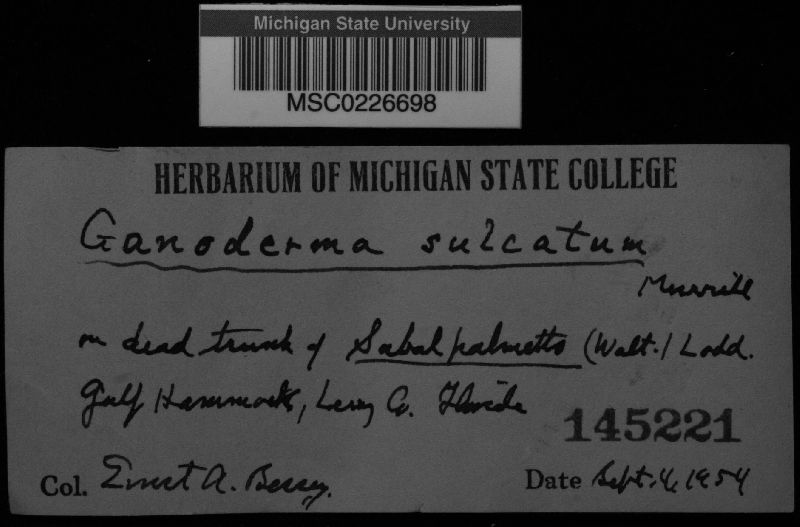 Michigan State University
MSC0226698
HERBARIUM OF MICHIGAN STATE COLLEGE
Ganoderma sulcatum
Murrill
on dead trunk of Sabal palmetto (Walt.) Lodd.
Gulf Hammock, Levy Co. Florida
145221
Col. Ernst A. Bessey.
Date Sept. 4, 1954